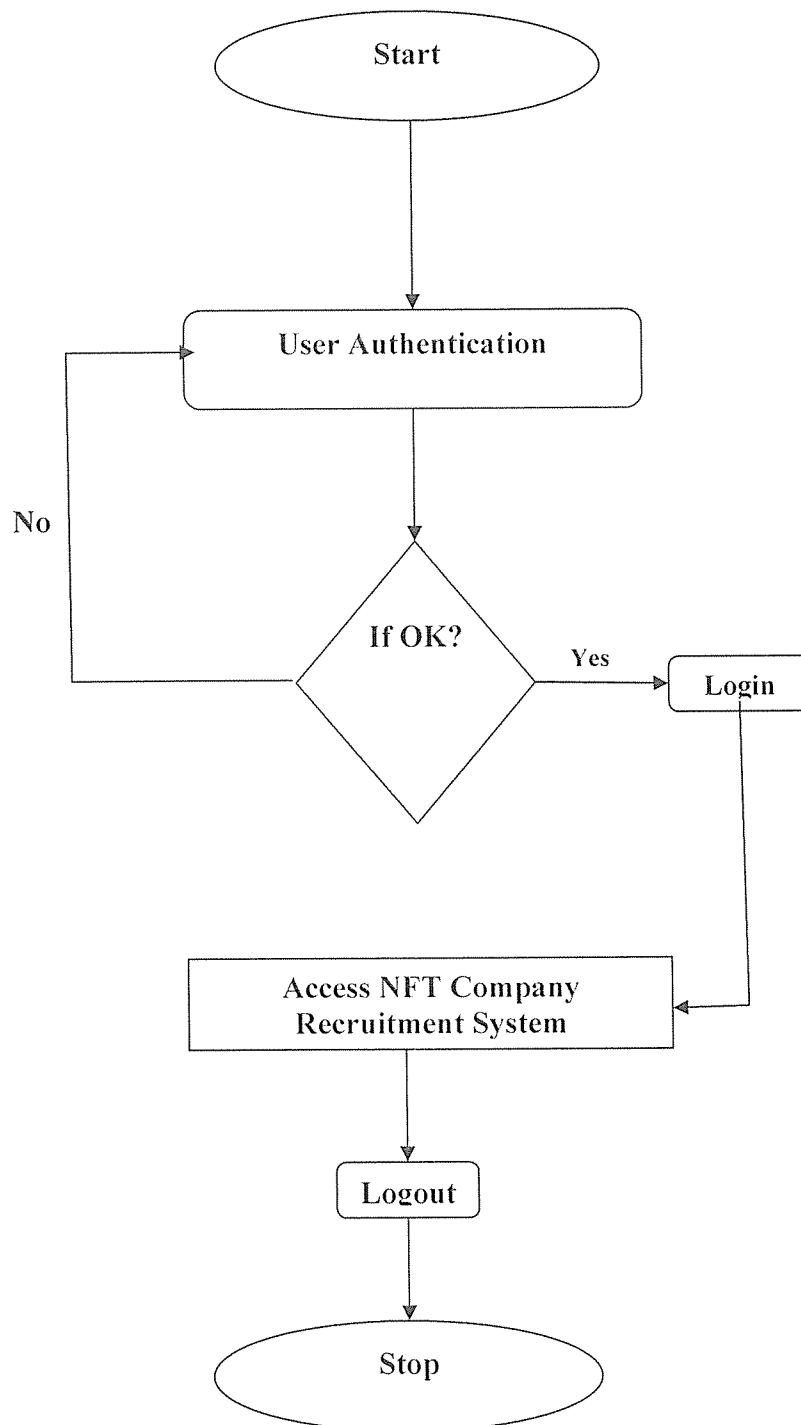 Start
User Authentication
No
If OK?
Yes
Login
Access NFT Company
Recruitment System
Logout
Stop